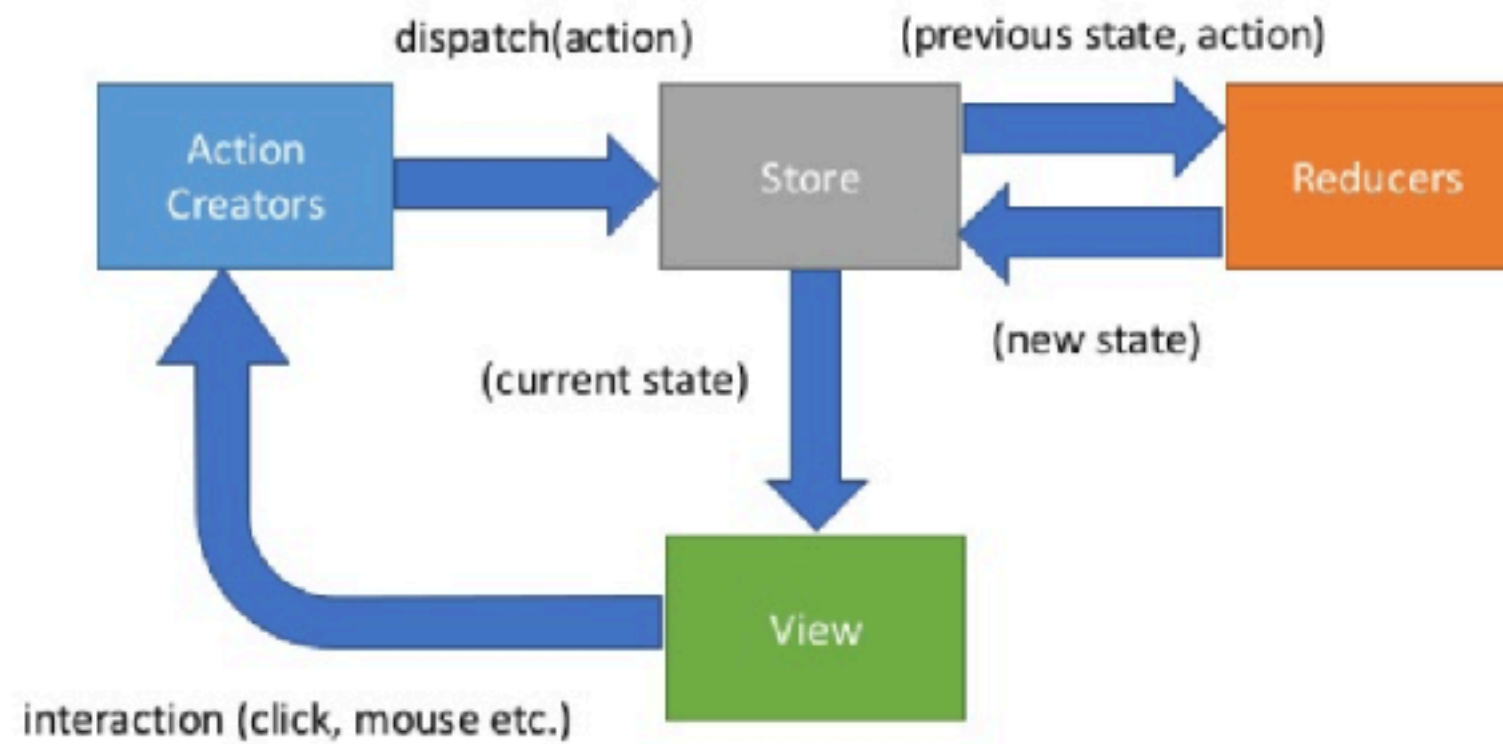 dispatch(action)
(previous state, action)
Action
Creators
Store
Reducers
(new state)
(current state)
View
interaction (click, mouse etc.)